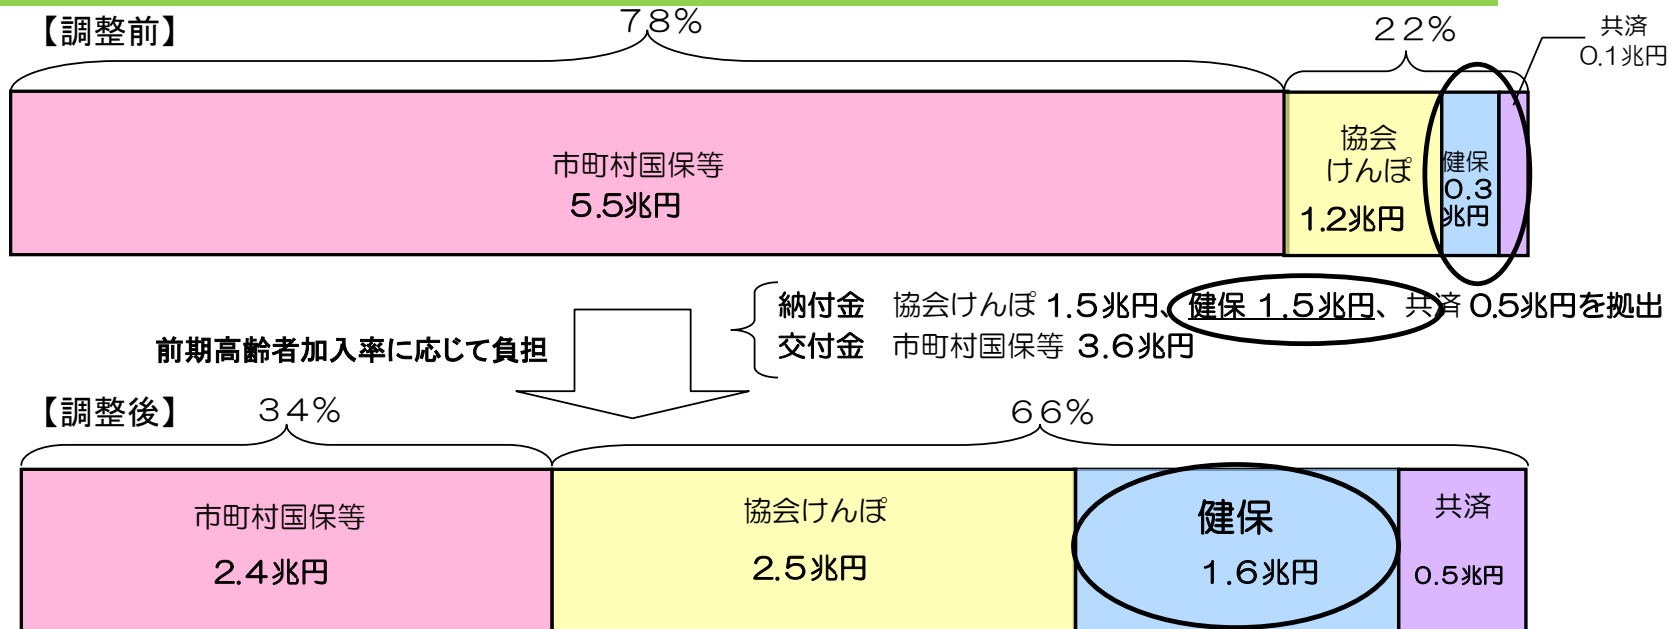 【調整前】
78%
22%
共済
0.1兆円
市町村国保等
5.5兆円
協会
けんぽ
1.2兆円
健保
0.3
兆円
納付金 協会けんぽ 1.5兆円、健保 1.5兆円、共済 0.5兆円を拠出
交付金 市町村国保等 3.6兆円
前期高齢者加入率に応じて負担
【調整後】
34%
66%
市町村国保等
2.4兆円
協会けんぽ
2.5兆円
健保
1.6兆円
共済
0.5兆円